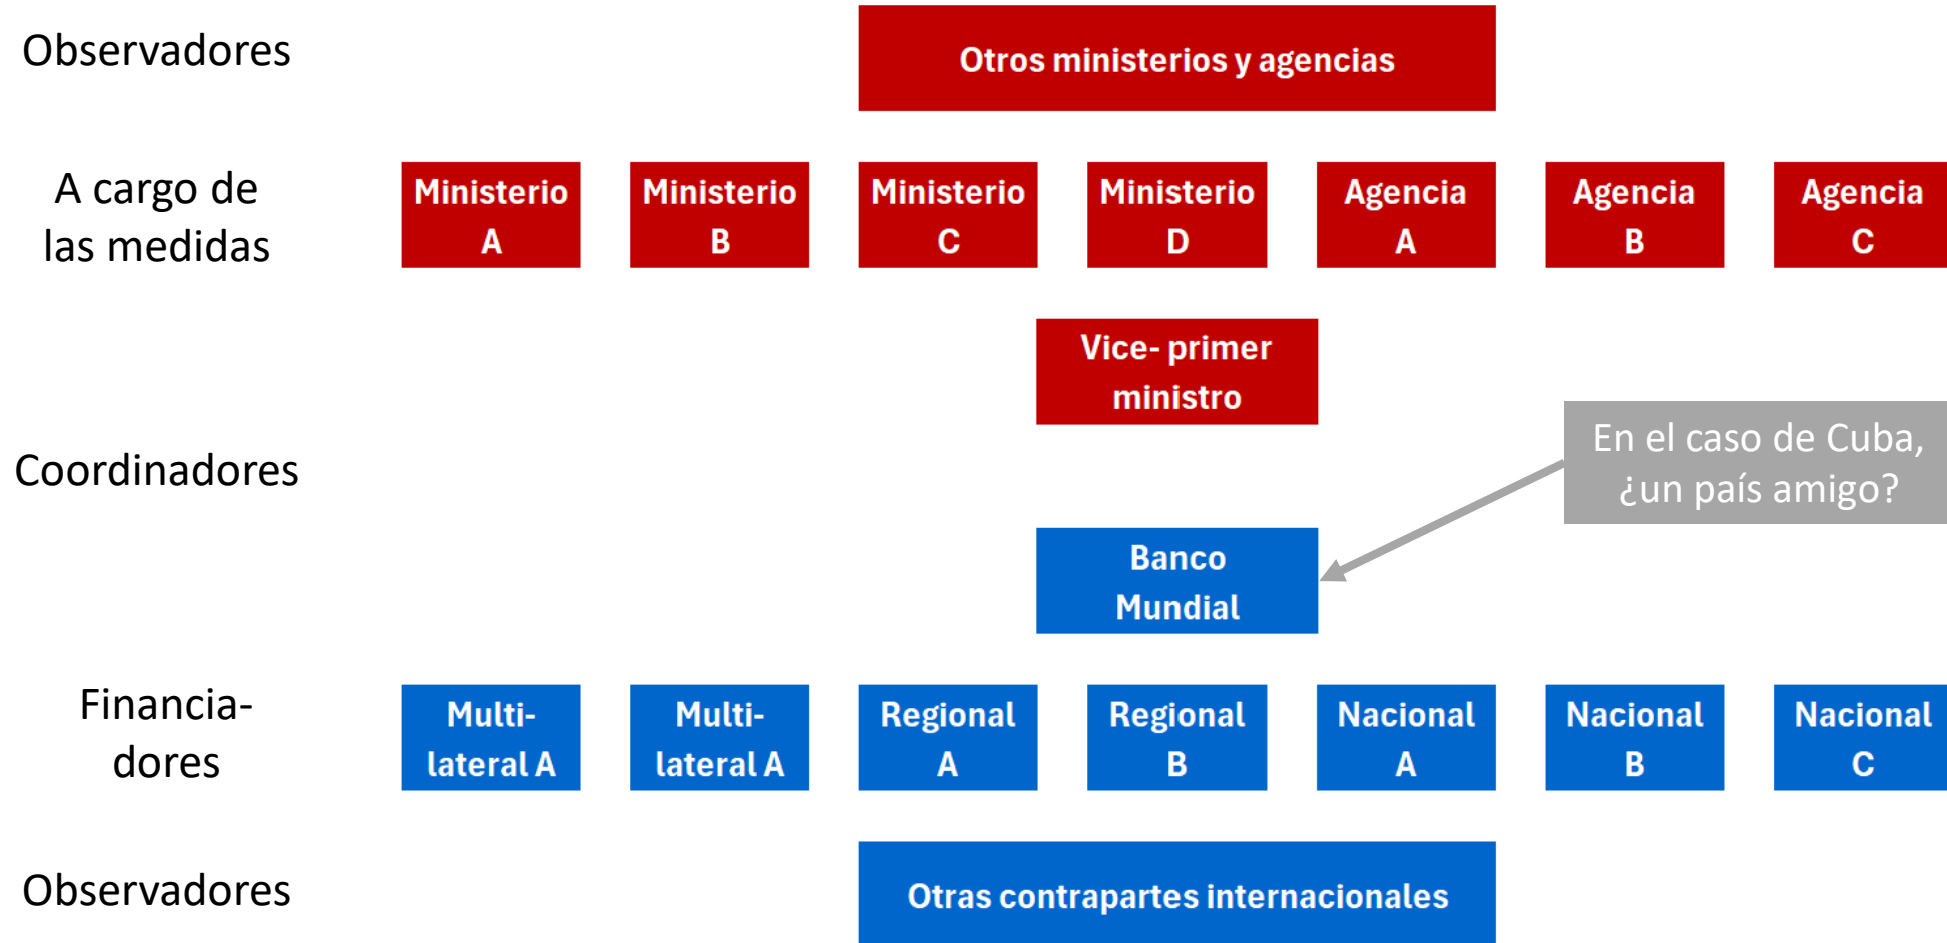 Observadores
Otros ministerios y agencias
A cargo de
las medidas
Ministerio
A
Ministerio
B
Ministerio
C
Ministerio
D
Agencia
A
Agencia
B
Agencia
C
Vice- primer
ministro
Coordinadores
En el caso de Cuba,
¿un país amigo?
Banco
Mundial
Financia-
dores
Multi-
lateral A
Multi-
lateral A
Regional
A
Regional
B
Nacional
A
Nacional
B
Nacional
C
Observadores
Otras contrapartes internacionales